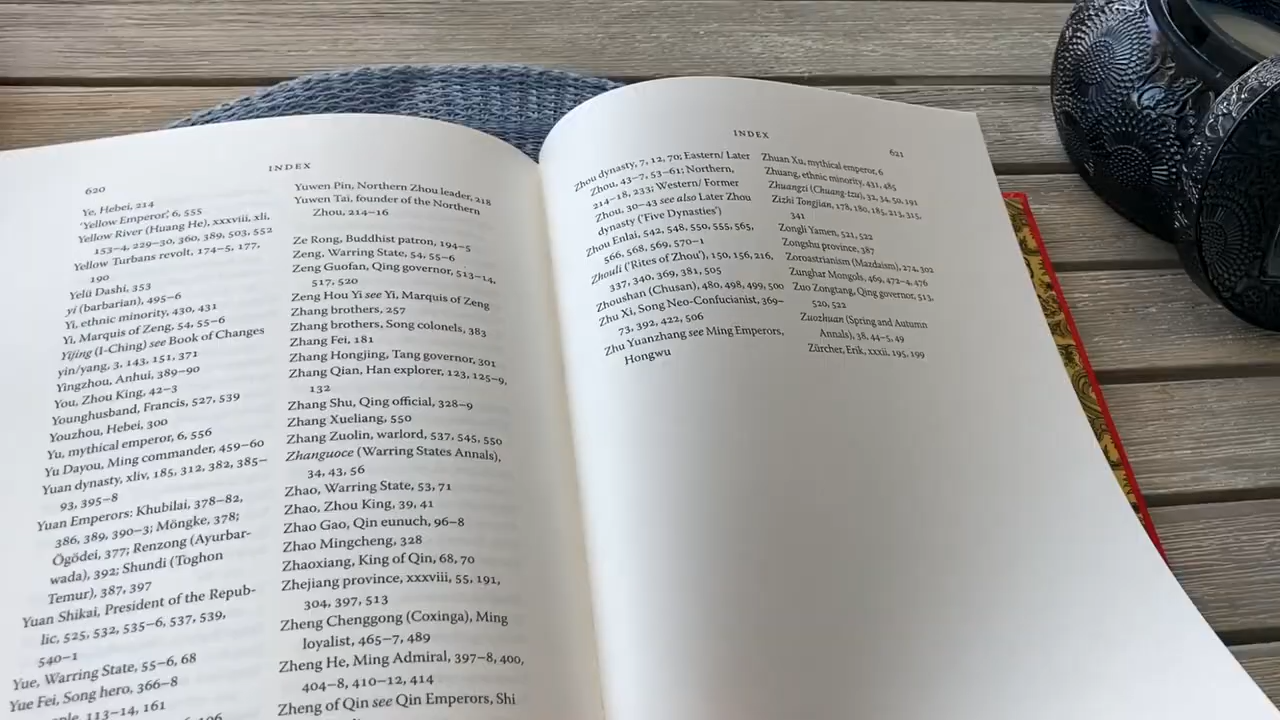 INDEX
620
Ye, Hebei, 214
'Yellow Emperor', 6, 555
Yellow River (Huang He), xxxviii, xli,
153–4, 229–30, 360, 389, 503, 552
Yellow Turbans revolt, 174–5, 177,
190
Yelü Dashi, 353
yi (barbarian), 495–6
Yi, ethnic minority, 430, 431
Yi, Marquis of Zeng, 54, 55–6
Yijing (I-Ching) see Book of Changes
yin/yang, 3, 143, 151, 371
Yingzhou, Anhui, 389–90
You, Zhou King, 42–3
Younghusband, Francis, 527, 539
Youzhou, Hebei, 300
Yu, mythical emperor, 6, 556
Yu Dayou, Ming commander, 459–60
Yuan dynasty, xliv, 185, 312, 382, 385–
93, 395–8
Yuan Emperors: Khubilai, 378–82,
386, 389, 390–3; Möngke, 378;
Ögödei, 377; Renzong (Ayurbar-
wada), 392; Shundi (Toghon
Temur), 387, 397
Yuan Shikai, President of the Repub-
lic, 525, 532, 535–6, 537, 539,
540–1
Yue, Warring State, 55–6, 68
Yue Fei, Song hero, 366–8
113–14, 161
Yuwen Pin, Northern Zhou leader, 218
Yuwen Tai, founder of the Northern
Zhou, 214–16
Ze Rong, Buddhist patron, 194–5
Zeng, Warring State, 54, 55–6
Zeng Guofan, Qing governor, 513–14,
517, 520
Zeng Hou Yi see Yi, Marquis of Zeng
Zhang brothers, 257
Zhang brothers, Song colonels, 383
Zhang Fei, 181
Zhang Hongjing, Tang governor, 301
Zhang Qian, Han explorer, 123, 125–9,
132
Zhang Shu, Qing official, 328–9
Zhang Xueliang, 550
Zhang Zuolin, warlord, 537, 545, 550
Zhanguoce (Warring States Annals),
34, 43, 56
Zhao, Warring State, 53, 71
Zhao, Zhou King, 39, 41
Zhao Gao, Qin eunuch, 96–8
Zhao Mingcheng, 328
Zhaoxiang, King of Qin, 68, 70
Zhejiang province, xxxviii, 55, 191,
304, 397, 513
Zheng Chenggong (Coxinga), Ming
loyalist, 465–7, 489
Zheng He, Ming Admiral, 397–8, 400,
404–8, 410–12, 414
Zheng of Qin see Qin Emperors, Shi
INDEX
621
Zhou dynasty, 7, 12, 70; Eastern/ Later
Zhou, 43–7, 53–61; Northern,
214–18, 233; Western/ Former
Zhou, 30–43 see also Later Zhou
dynasty ('Five Dynasties')
Zhou Enlai, 542, 548, 550, 555, 565,
566, 568, 569, 570–1
Zhouli ('Rites of Zhou'), 150, 156, 216,
337, 340, 369, 381, 505
Zhoushan (Chusan), 480, 498, 499, 500
Zhu Xi, Song Neo-Confucianist, 369–
73, 392, 422, 506
Zhu Yuanzhang see Ming Emperors,
Hongwu
Zhuan Xu, mythical emperor, 6
Zhuang, ethnic minority, 431, 485
Zhuangzi (Chuang-tzu), 32, 34, 50, 191
Zizhi Tongjian, 178, 180, 185, 213, 315,
341
Zongli Yamen, 521, 522
Zongshu province, 387
Zoroastrianism (Mazdaism), 274, 302
Zunghar Mongols, 469, 472–4, 476
Zuo Zongtang, Qing governor, 513,
520, 522
Zuozhuan (Spring and Autumn
Annals), 38, 44–5, 49
Zürcher, Erik, xxxii, 195, 199